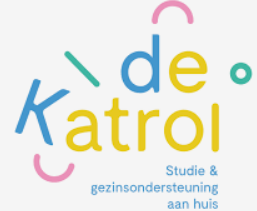 de
Katrol
Studie &
gezinsondersteuning
aan huis